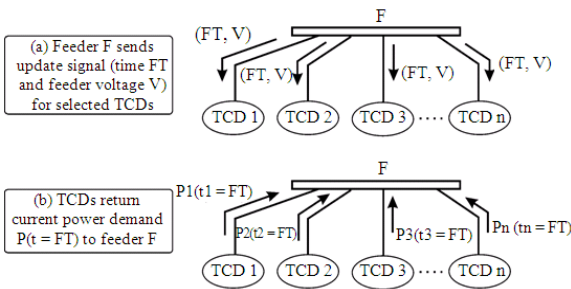 F
(a) Feeder F sends
update signal (time FT
and feeder voltage V)
for selected TCDs
(FT, V)
(FT, V)
(FT, V)
(FT, V)
TCD 1
TCD 2
TCD 3
....
TCD n
F
(b) TCDs return
current power demand
P(t = FT) to feeder F
P1(t1 = FT)
P2(t2 = FT)
P3(t3 = FT)
Pn (tn = FT)
TCD 1
TCD 2
TCD 3
....
TCD n